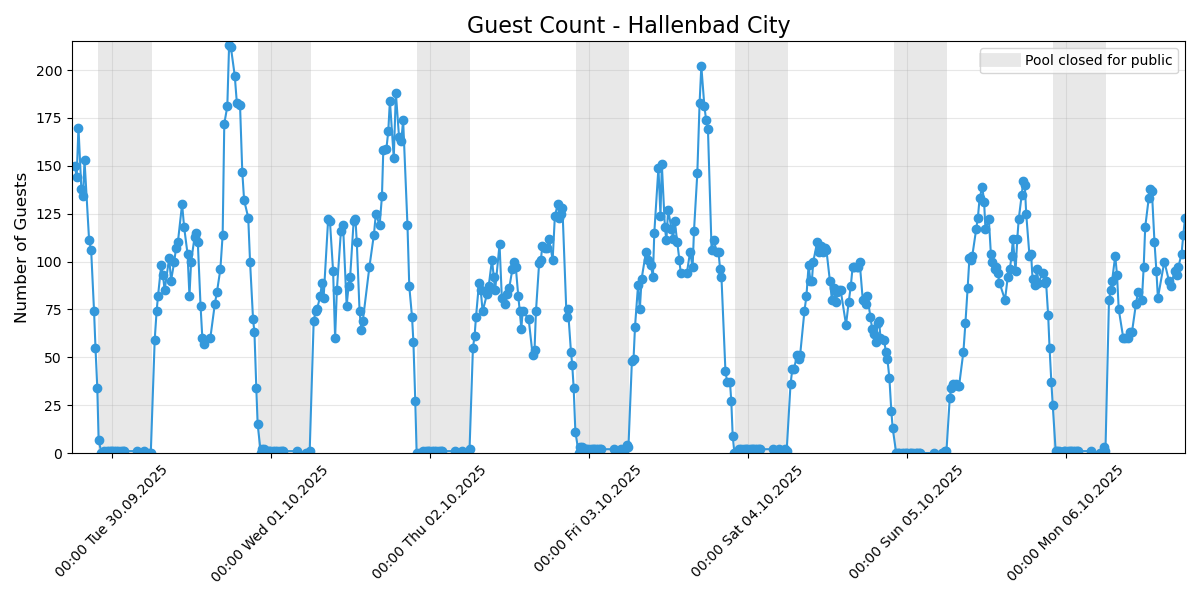 Guest Count - Hallenbad City
Pool closed for public
Number of Guests
200
175
150
125
100
75
50
25
0
00:00 Tue 30.09.2025
00:00 Wed 01.10.2025
00:00 Thu 02.10.2025
00:00 Fri 03.10.2025
00:00 Sat 04.10.2025
00:00 Sun 05.10.2025
00:00 Mon 06.10.2025